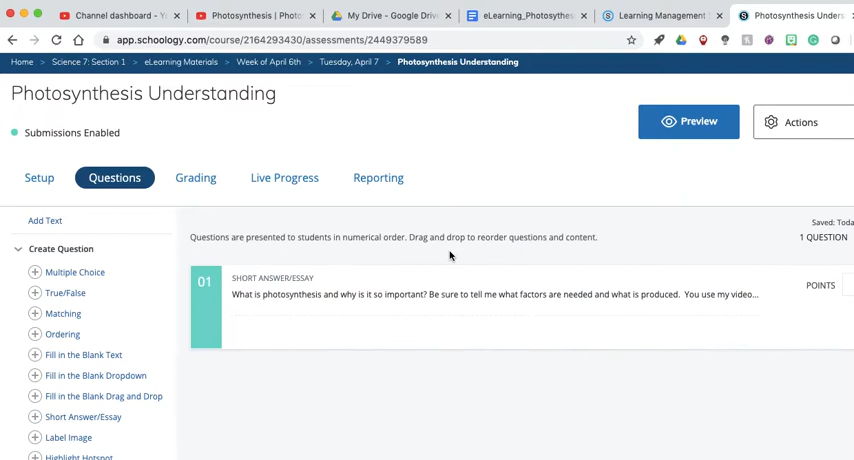 Channel dashboard - Y
Photosynthesis | Phot
My Drive - Google Driv
eLearning_Photosythe
Learning Management
Photosynthesis Unders
app.schoology.com/course/2164293430/assessments/2449379589
Home > Science 7: Section 1 > eLearning Materials > Week of April 6th > Tuesday, April 7 > Photosynthesis Understanding
Photosynthesis Understanding
Submissions Enabled
Preview
Actions
Setup
Questions
Grading
Live Progress
Reporting
Add Text
Create Question
Multiple Choice
True/False
Matching
Ordering
Fill in the Blank Text
Fill in the Blank Dropdown
Fill in the Blank Drag and Drop
Short Answer/Essay
Label Image
Highlight Hotspot
Saved: Toda
Questions are presented to students in numerical order. Drag and drop to reorder questions and content.
1 QUESTION
01
SHORT ANSWER/ESSAY
What is photosynthesis and why is it so important? Be sure to tell me what factors are needed and what is produced. You use my video...
POINTS